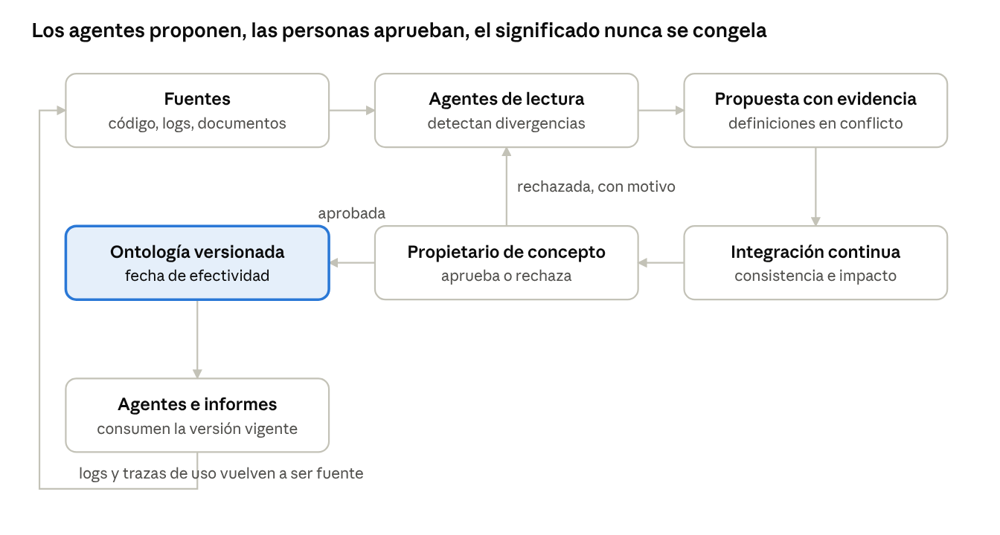 Los agentes proponen, las personas aprueban, el significado nunca se congela
Fuentes
código, logs, documentos
Agentes de lectura
detectan divergencias
Propuesta con evidencia
definiciones en conflicto
rechazada, con motivo
aprobada
Ontología versionada
fecha de efectividad
Propietario de concepto
aprueba o rechaza
Integración continua
consistencia e impacto
Agentes e informes
consumen la versión vigente
logs y trazas de uso vuelven a ser fuente